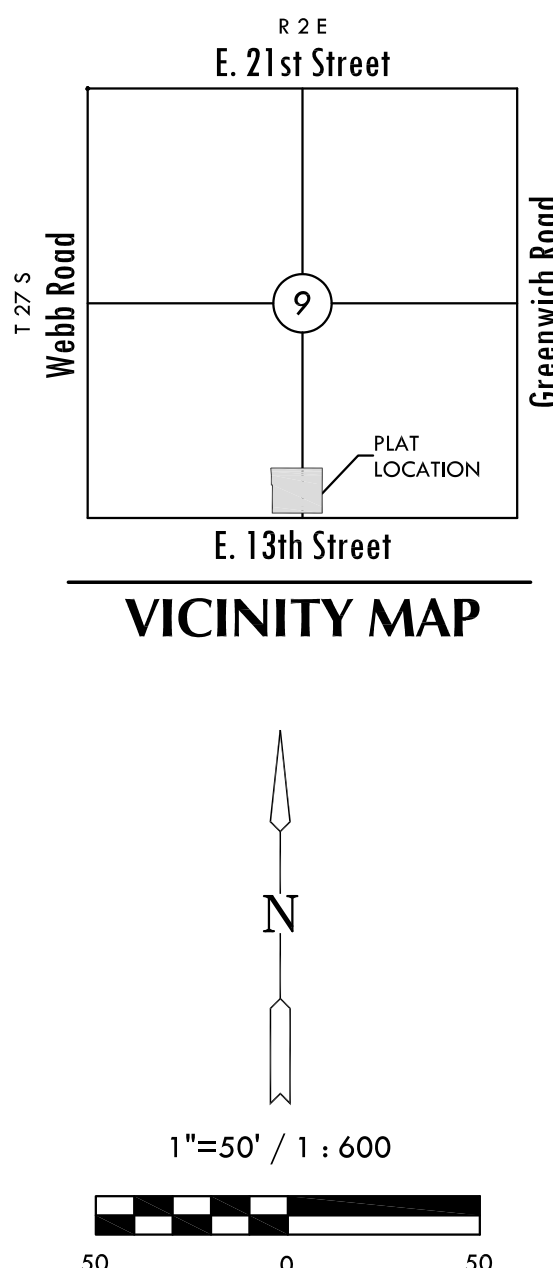 R 2 E
E. 21st Street
T 27 S
Webb Road
Greenwich Road
9
PLAT
LOCATION
E. 13th Street
VICINITY MAP
N
1"=50' / 1 : 600
50 0 50